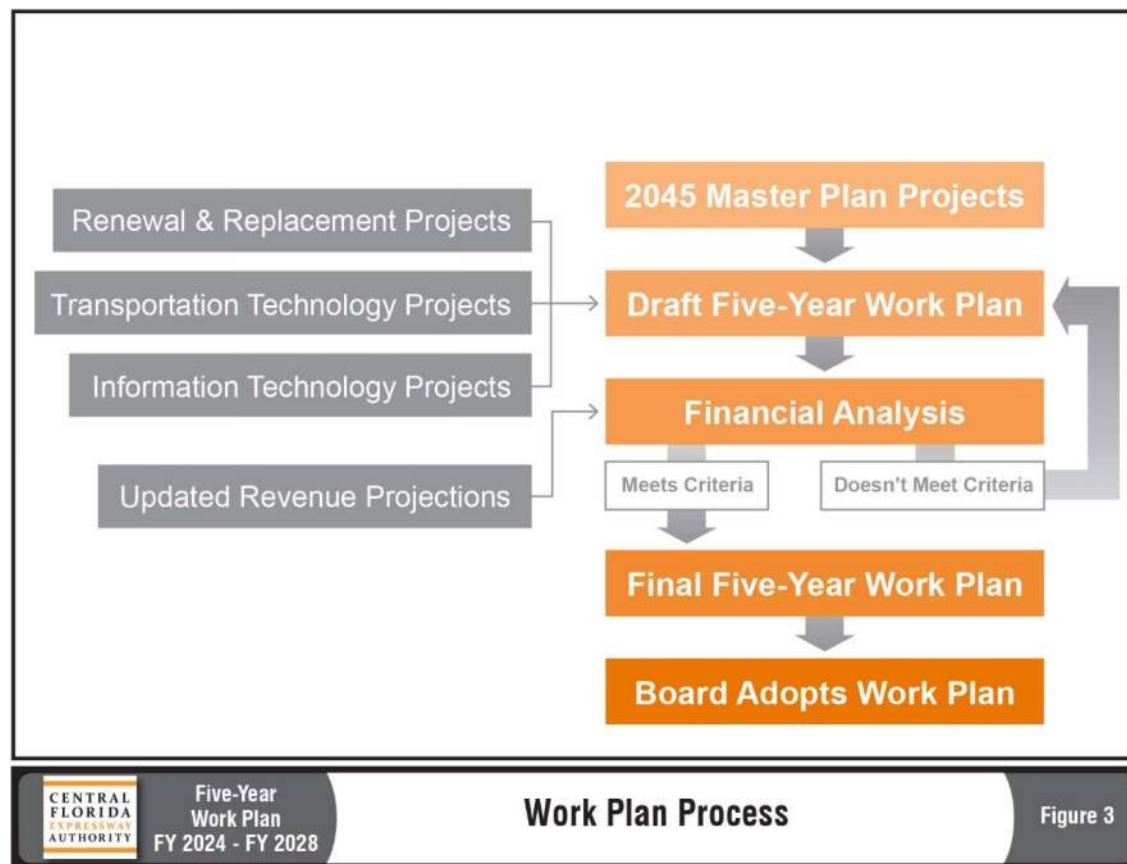 2045 Master Plan Projects
Renewal & Replacement Projects
Transportation Technology Projects
Draft Five-Year Work Plan
Information Technology Projects
Financial Analysis
Updated Revenue Projections
Meets Criteria
Doesn't Meet Criteria
Final Five-Year Work Plan
Board Adopts Work Plan
CENTRAL
FLORIDA
EXPRESSWAY
AUTHORITY
Five-Year
Work Plan
FY 2024 - FY 2028
Work Plan Process
Figure 3